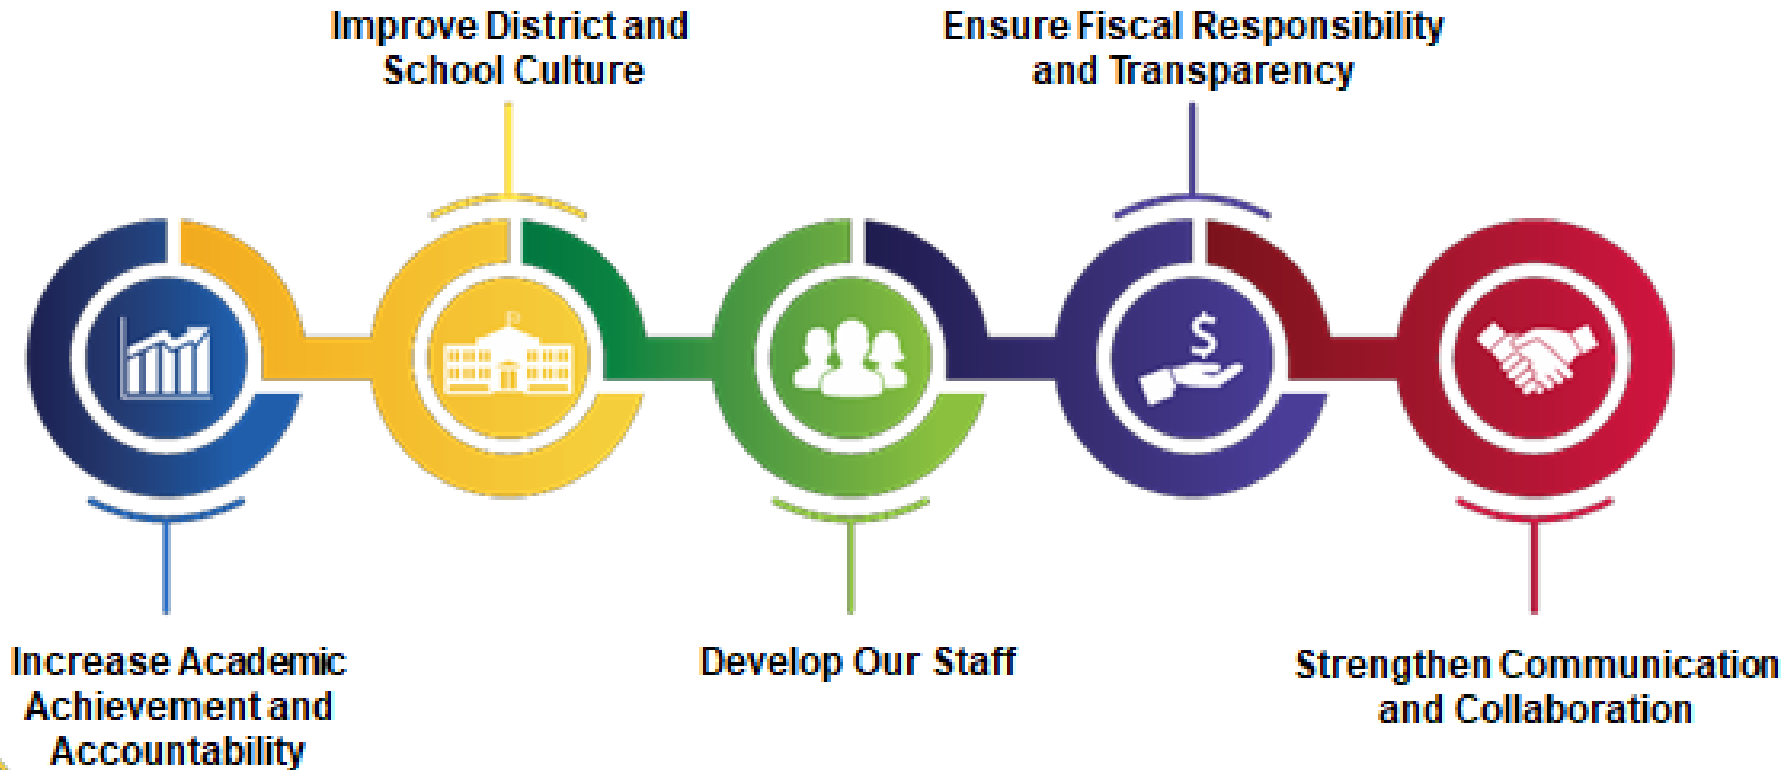 Improve District and
School Culture
Ensure Fiscal Responsibility
and Transparency
$
Increase Academic
Achievement and
Accountability
Develop Our Staff
Strengthen Communication
and Collaboration